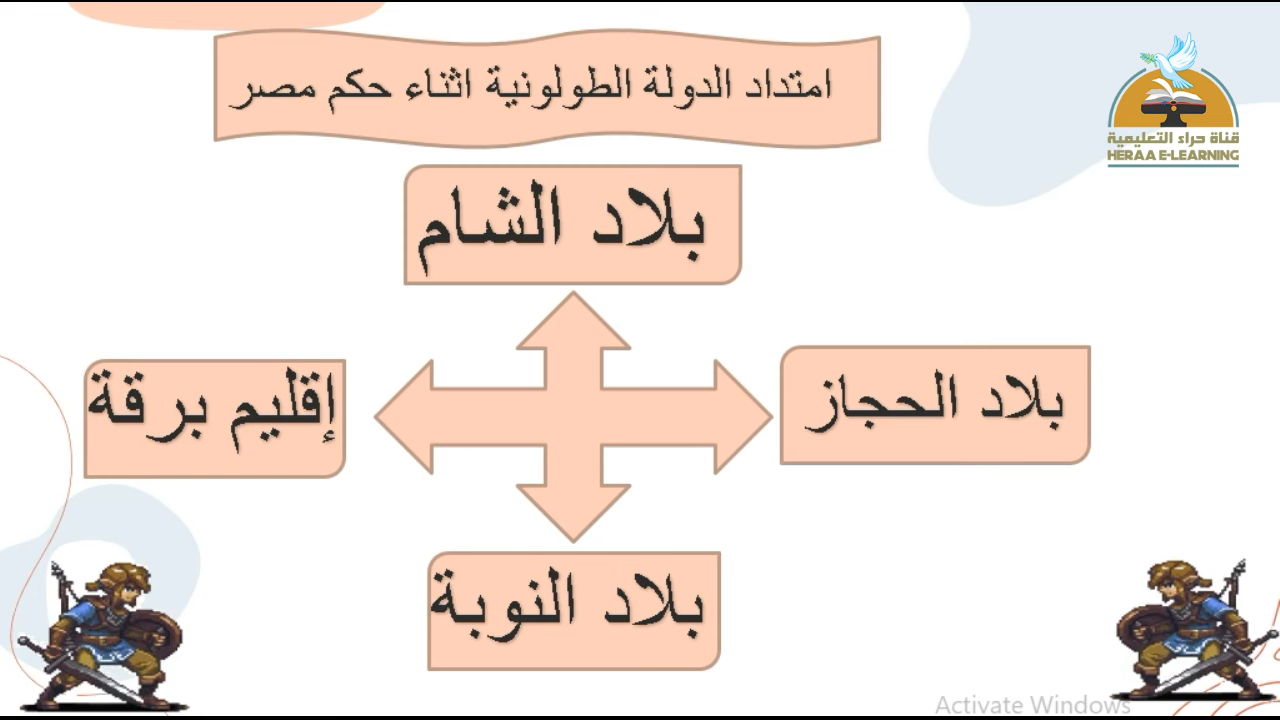 امتداد الدولة الطولونية اثناء حكم مصر
قناة حراء التعليمية
HERAA E-LEARNING
بلاد الشام
بلاد الحجاز
إقليم برقة
بلاد النوبة
Activate Windows